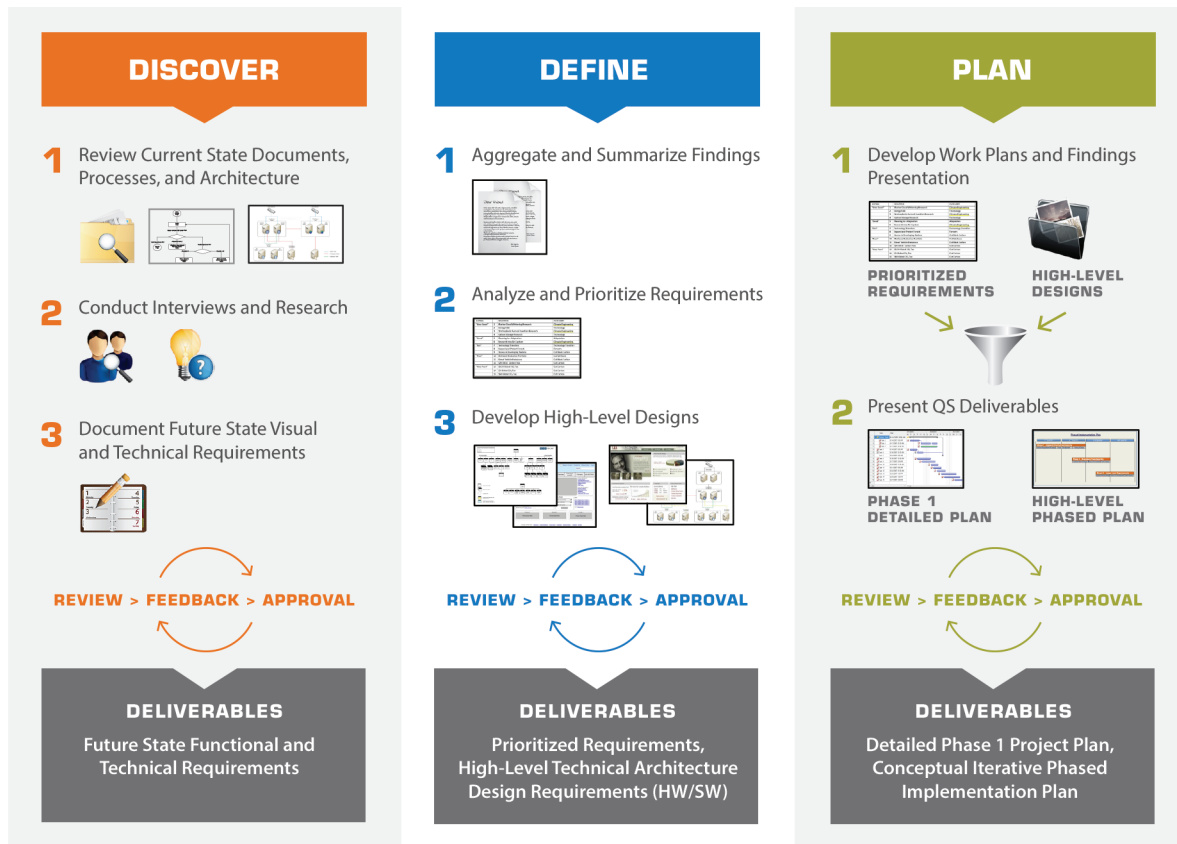 DISCOVER
1 Review Current State Documents,
Processes, and Architecture
2 Conduct Interviews and Research
3 Document Future State Visual
and Technical Requirements
REVIEW > FEEDBACK > APPROVAL
DELIVERABLES
Future State Functional and
Technical Requirements
DEFINE
1 Aggregate and Summarize Findings
2 Analyze and Prioritize Requirements
3 Develop High-Level Designs
REVIEW > FEEDBACK > APPROVAL
DELIVERABLES
Prioritized Requirements,
High-Level Technical Architecture
Design Requirements (HW/SW)
PLAN
1 Develop Work Plans and Findings
Presentation
PRIORITIZED
REQUIREMENTS
HIGH-LEVEL
DESIGNS
2 Present QS Deliverables
PHASE 1
DETAILED PLAN
HIGH-LEVEL
PHASED PLAN
REVIEW > FEEDBACK > APPROVAL
DELIVERABLES
Detailed Phase 1 Project Plan,
Conceptual Iterative Phased
Implementation Plan